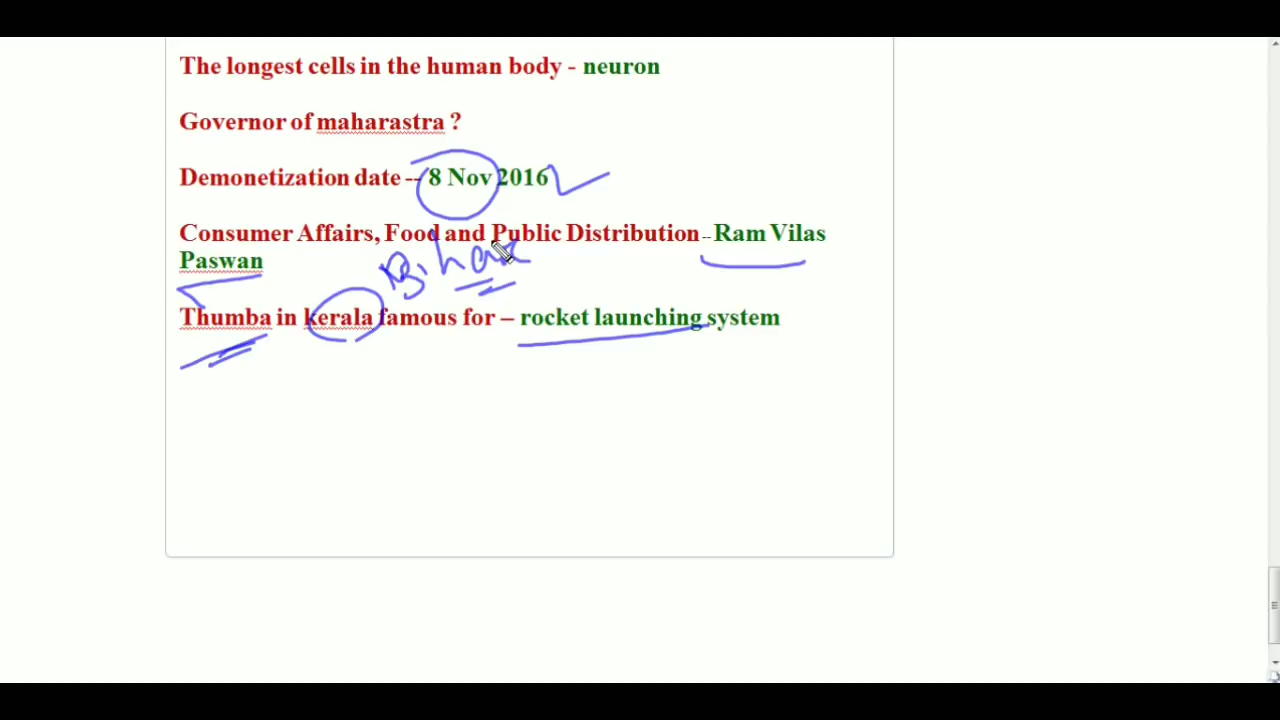 The longest cells in the human body - neuron
Governor of maharastra ?
Demonetization date -- 8 Nov 2016
Consumer Affairs, Food and Public Distribution -- Ram Vilas
Paswan
Bihar
Thumba in kerala famous for – rocket launching system